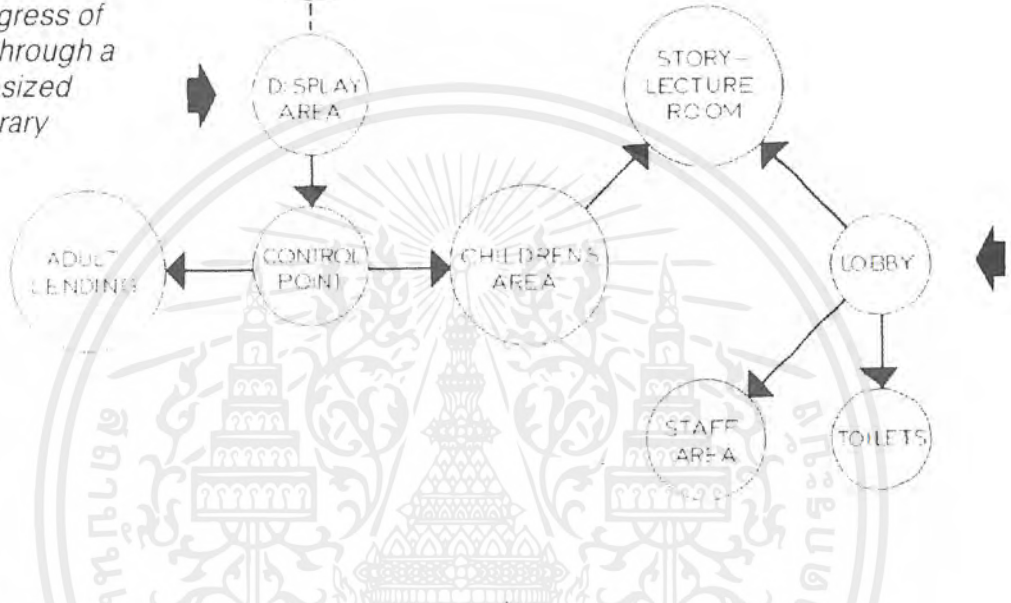 gress of
hrough a
sized
rary
DISPLAY
AREA
STORY-
LECTURE
ROOM
ADULT
LENDING
CONTROL
POINT
CHILDRENS
AREA
LOBBY
STAFF
AREA
TOILETS